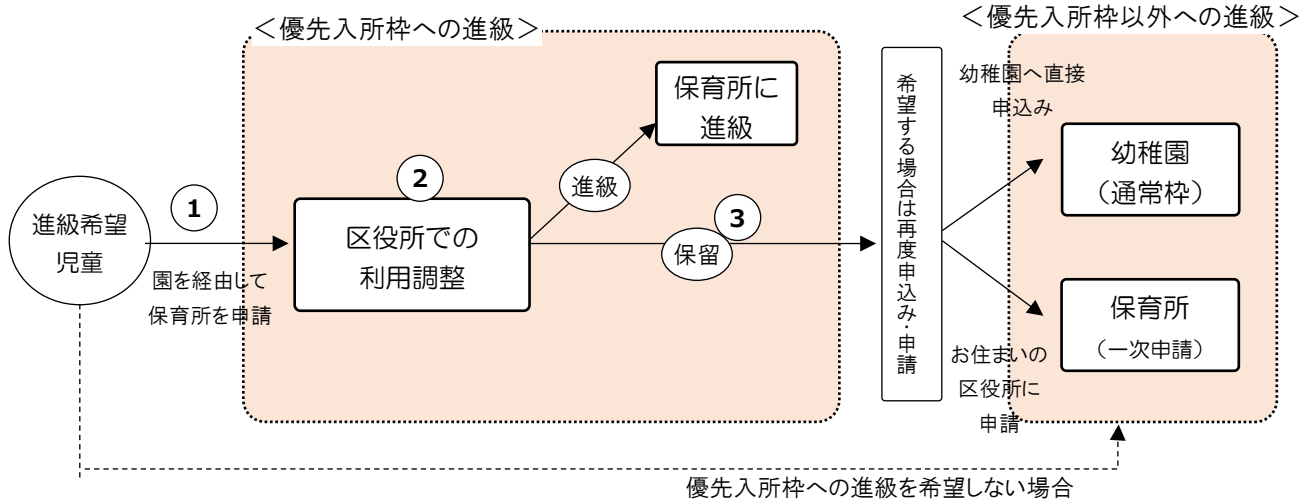 ＜優先入所枠への進級＞
＜優先入所枠以外への進級＞
進級希望
児童
1
園を経由して
保育所を申請
2
区役所での
利用調整
進級
保育所に
進級
3
保留
希望する場合は再度申込み・申請
幼稚園へ直接
申込み
幼稚園
（通常枠）
保育所
（一次申請）
お住まいの
区役所に
申請
優先入所枠への進級を希望しない場合